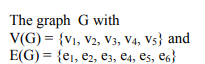 The graph G with
V(G) = {v₁, v₂, v₃, v₄, v₅} and
E(G) = {e₁, e₂, e₃, e₄, e₅, e₆}